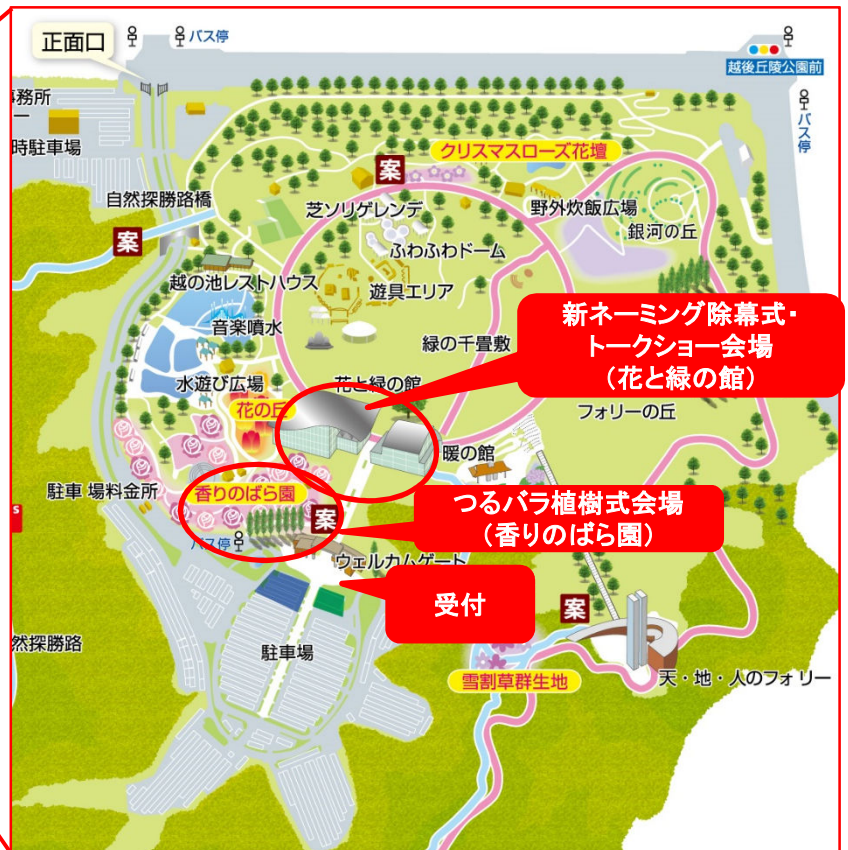 正面口
バス停
越後丘陵公園前
バス停
務所
ー
時駐車場
クリスマスローズ花壇
案
自然探勝路橋
芝ソリゲレンデ
野外炊飯広場
銀河の丘
案
ふわふわドーム
越の池レストハウス
遊具エリア
音楽噴水
緑の千畳敷
新ネーミング除幕式・
トークショー会場
（花と緑の館）
水遊び広場
花と緑の館
花の丘
フォリーの丘
暖の館
駐車場料金所
香りのばら園
つるバラ植樹式会場
（香りのばら園）
案
バス停
ウェルカムゲート
受付
案
然探勝路
駐車場
雪割草群生地
天・地・人のフォリー